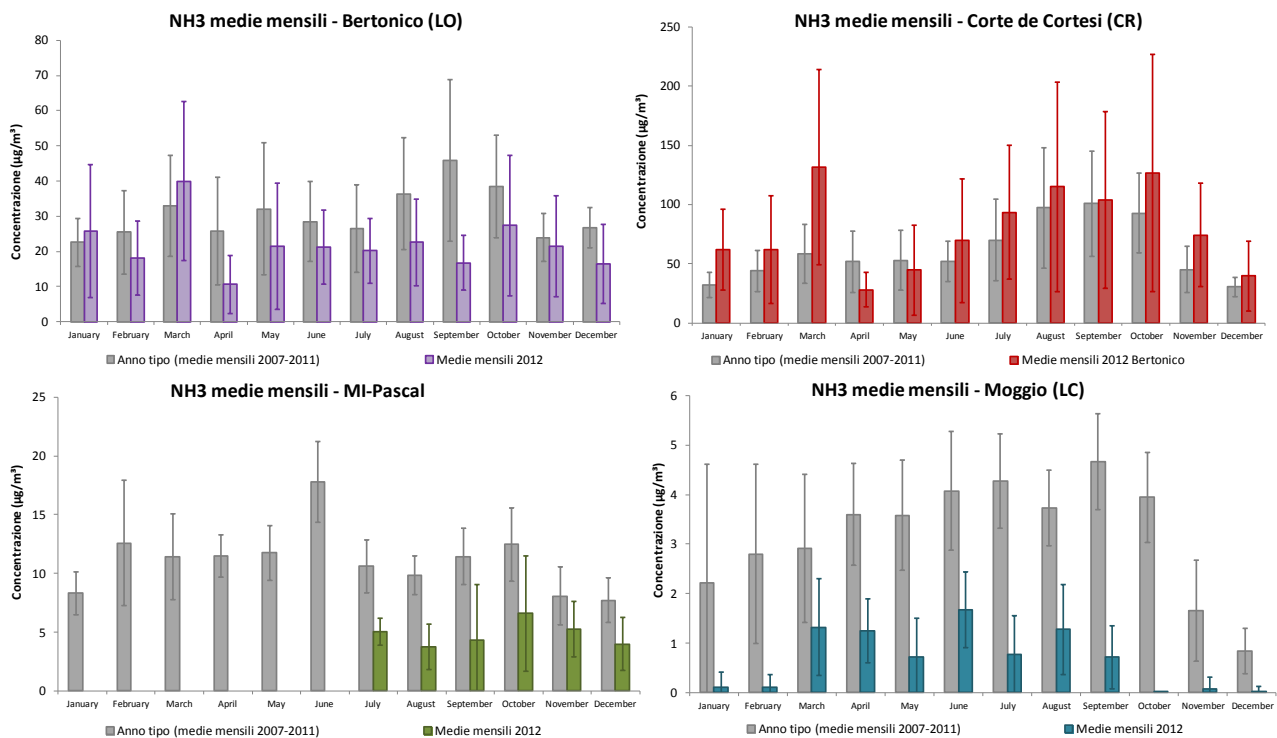 NH3 medie mensili - Bertonico (LO)
Concentrazione (µg/m³)
80
70
60
50
40
30
20
10
0
January February March April May June July August September October November December
Anno tipo (medie mensili 2007-2011) Medie mensili 2012
NH3 medie mensili - Corte de Cortesi (CR)
Concentrazione (µg/m³)
250
200
150
100
50
0
January February March April May June July August September October November December
Anno tipo (medie mensili 2007-2011) Medie mensili 2012 Bertonico
NH3 medie mensili - MI-Pascal
Concentrazione (µg/m³)
25
20
15
10
5
0
January February March April May June July August September October November December
Anno tipo (medie mensili 2007-2011) Medie mensili 2012
NH3 medie mensili - Moggio (LC)
Concentrazione (µg/m³)
6
5
4
3
2
1
0
January February March April May June July August September October November December
Anno tipo (medie mensili 2007-2011) Medie mensili 2012